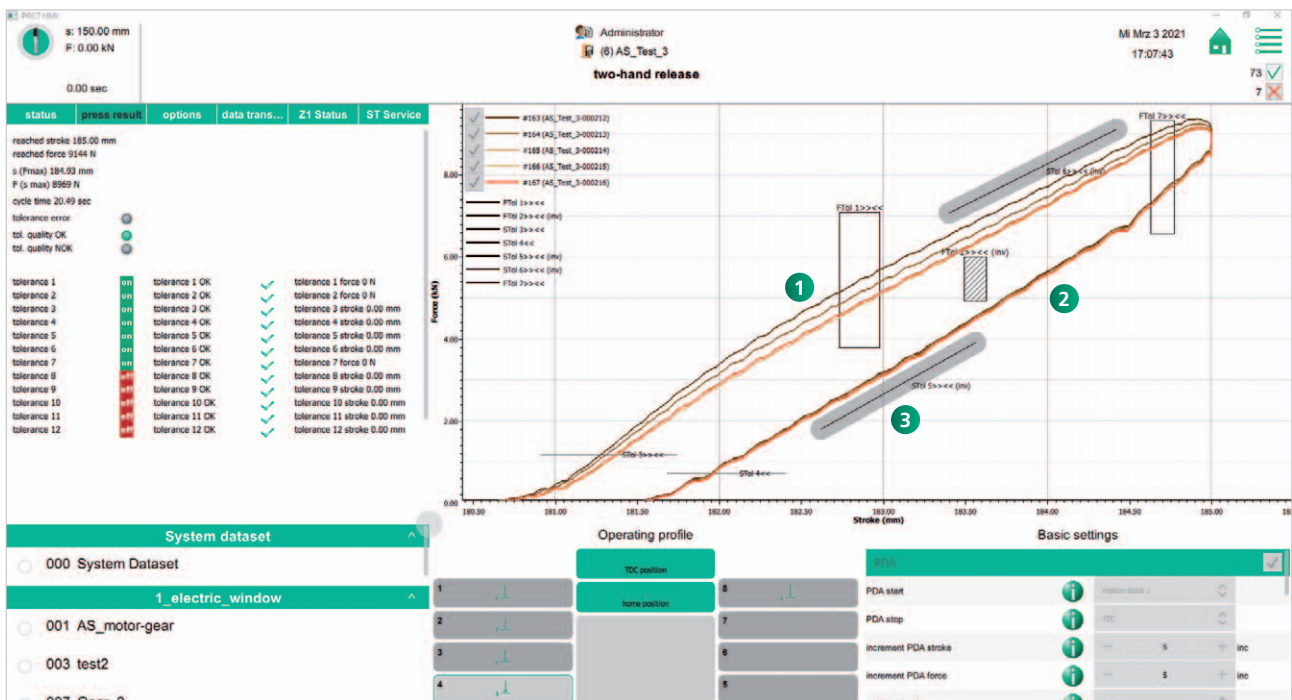 PRCT HMI
s: 150.00 mm
F: 0.00 kN
0.00 sec
Administrator
(6) AS_Test_3
two-hand release
Mi Mrz 3 2021
17:07:43
73
7
status press result options data trans... Z1 Status ST Service
reached stroke 185.00 mm
reached force 9144 N
s (Fmax) 184.93 mm
F (s max) 8969 N
cycle time 20.49 sec
tolerance error
tol. quality OK
tol. quality NOK
tolerance 1 on tolerance 1 OK tolerance 1 force 0 N
tolerance 2 on tolerance 2 OK tolerance 2 force 0 N
tolerance 3 on tolerance 3 OK tolerance 3 stroke 0.00 mm
tolerance 4 on tolerance 4 OK tolerance 4 stroke 0.00 mm
tolerance 5 on tolerance 5 OK tolerance 5 stroke 0.00 mm
tolerance 6 on tolerance 6 OK tolerance 6 stroke 0.00 mm
tolerance 7 on tolerance 7 OK tolerance 7 force 0 N
tolerance 8 off tolerance 8 OK tolerance 8 stroke 0.00 mm
tolerance 9 off tolerance 9 OK tolerance 9 stroke 0.00 mm
tolerance 10 off tolerance 10 OK tolerance 10 stroke 0.00 mm
tolerance 11 off tolerance 11 OK tolerance 11 stroke 0.00 mm
tolerance 12 off tolerance 12 OK tolerance 12 stroke 0.00 mm
#163 (AS_Test_3-000212)
#164 (AS_Test_3-000213)
#165 (AS_Test_3-000214)
#166 (AS_Test_3-000215)
#167 (AS_Test_3-000216)
FTol 1>><<
FTol 2>><< (inv)
STol 3>><<
STol 4<<
STol 5>><< (inv)
STol 6>><< (inv)
FTol 7>><<
FTol 7>><<
STol 6>><< (inv)
FTol 1>><<
FTol 2>><< (inv)
STol 5>><< (inv)
STol 3>><<
STol 4<<
1
2
3
Force (kN)
8.00
6.00
4.00
2.00
0.00
180.50 181.00 181.50 182.00 182.50 183.00 183.50 184.00 184.50 185.00
Stroke (mm)
System dataset
000 System Dataset
1_electric_window
001 AS_motor-gear
003 test2
Operating profile
TDC position
home position
1
2
3
4
8
7
6
5
Basic settings
PDA
PDA start motion block 1
PDA stop TDC
increment PDA stroke 5 inc
increment PDA force 5 inc